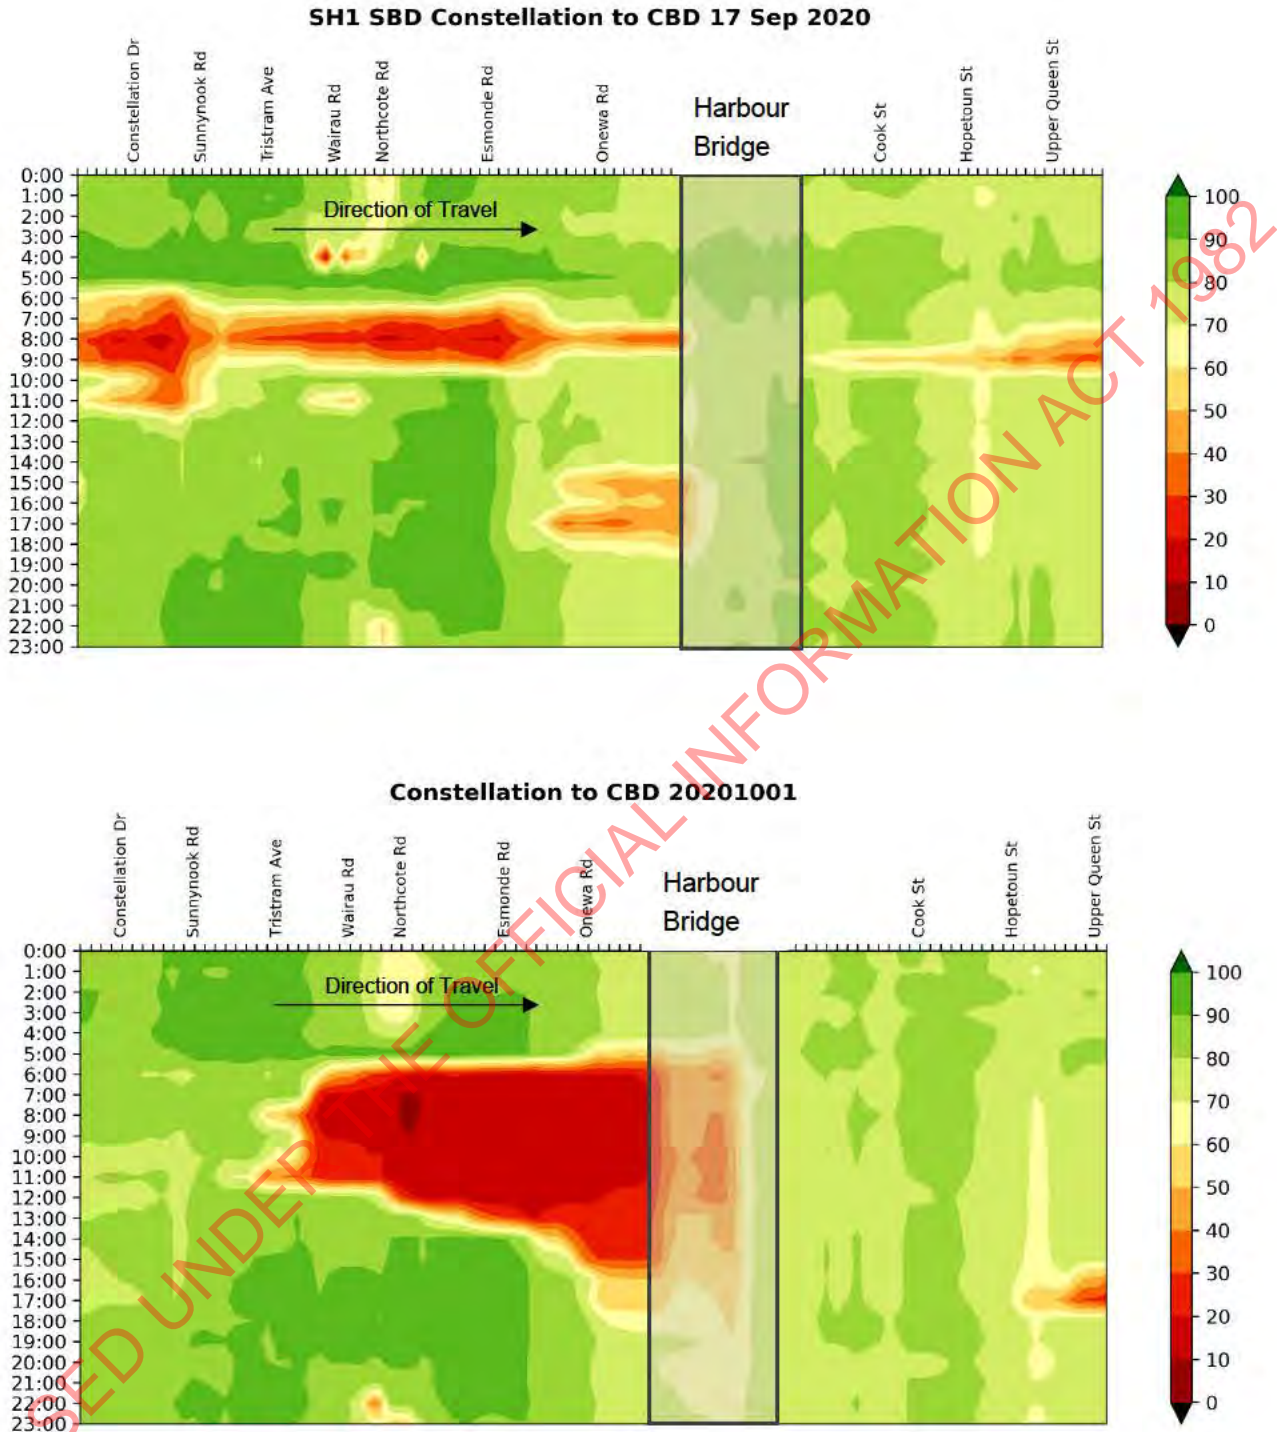 SH1 SBD Constellation to CBD 17 Sep 2020
Constellation Dr
Sunnynook Rd
Tristram Ave
Wairau Rd
Northcote Rd
Esmonde Rd
Onewa Rd
Harbour
Bridge
Cook St
Hopetoun St
Upper Queen St
Direction of Travel
0:00
1:00
2:00
3:00
4:00
5:00
6:00
7:00
8:00
9:00
10:00
11:00
12:00
13:00
14:00
15:00
16:00
17:00
18:00
19:00
20:00
21:00
22:00
23:00
100
90
80
70
60
50
40
30
20
10
0
Constellation to CBD 20201001
Constellation Dr
Sunnynook Rd
Tristram Ave
Wairau Rd
Northcote Rd
Esmonde Rd
Onewa Rd
Harbour
Bridge
Cook St
Hopetoun St
Upper Queen St
Direction of Travel
0:00
1:00
2:00
3:00
4:00
5:00
6:00
7:00
8:00
9:00
10:00
11:00
12:00
13:00
14:00
15:00
16:00
17:00
18:00
19:00
20:00
21:00
22:00
23:00
100
90
80
70
60
50
40
30
20
10
0
SED UNDER THE OFFICIAL INFORMATION ACT 1982